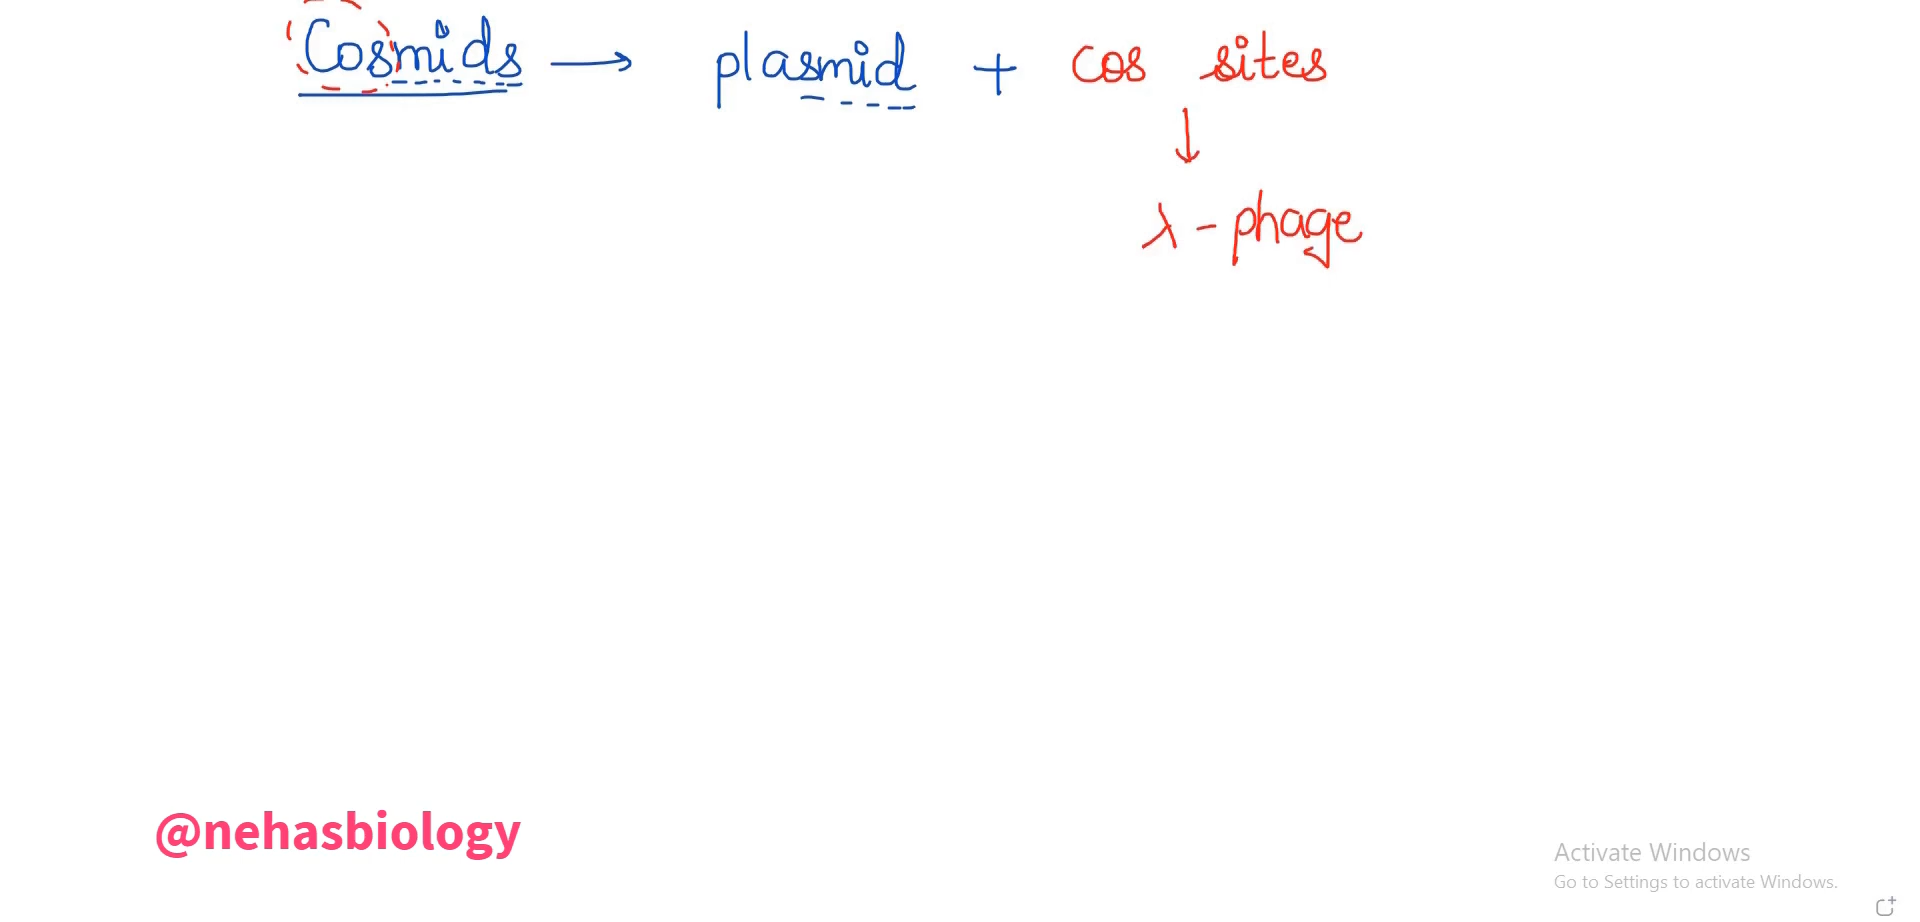 Cosmids → plasmid + cos sites
↓
λ - phage
@nehasbiology
Activate Windows
Go to Settings to activate Windows.